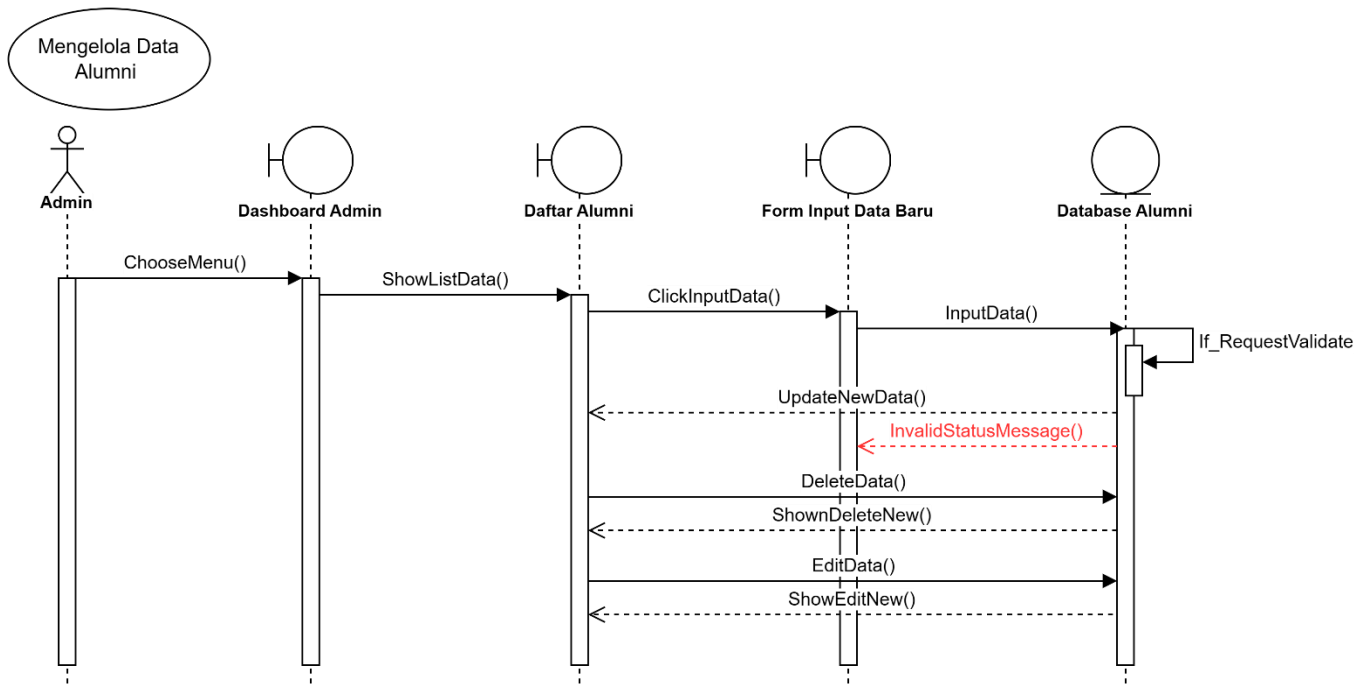 Mengelola Data
Alumni
Admin
Dashboard Admin
Daftar Alumni
Form Input Data Baru
Database Alumni
ChooseMenu()
ShowListData()
ClickInputData()
InputData()
If_RequestValidate
UpdateNewData()
InvalidStatusMessage()
DeleteData()
ShownDeleteNew()
EditData()
ShowEditNew()